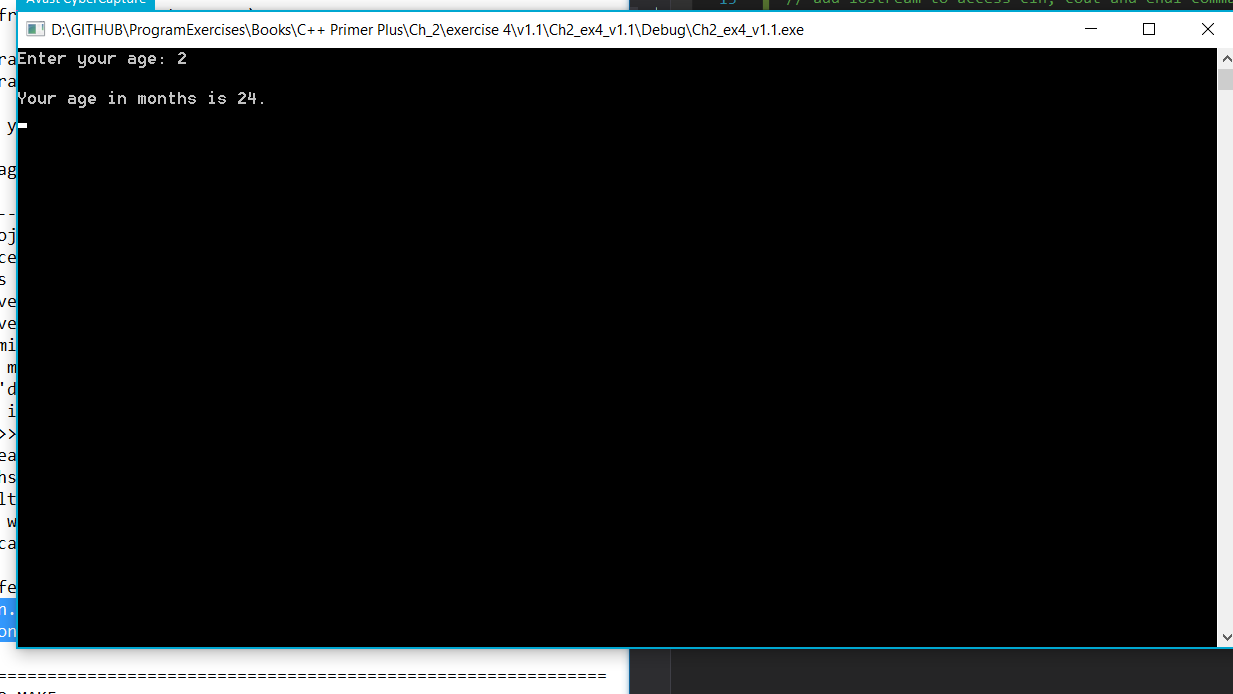 Avast CyberCapture
15 // add iostream to access cin, cout and endl comma
D:\GITHUB\ProgramExercises\Books\C++ Primer Plus\Ch_2\exercise 4\v1.1\Ch2_ex4_v1.1\Debug\Ch2_ex4_v1.1.exe
fr
Enter your age: 2
ra
ra
Your age in months is 24.
y
ag
--
oj
ce
s
ve
ve
mi
m
'd
i
>>
ea
hs
lt
w
ca
fe
n.
on
==============================================================